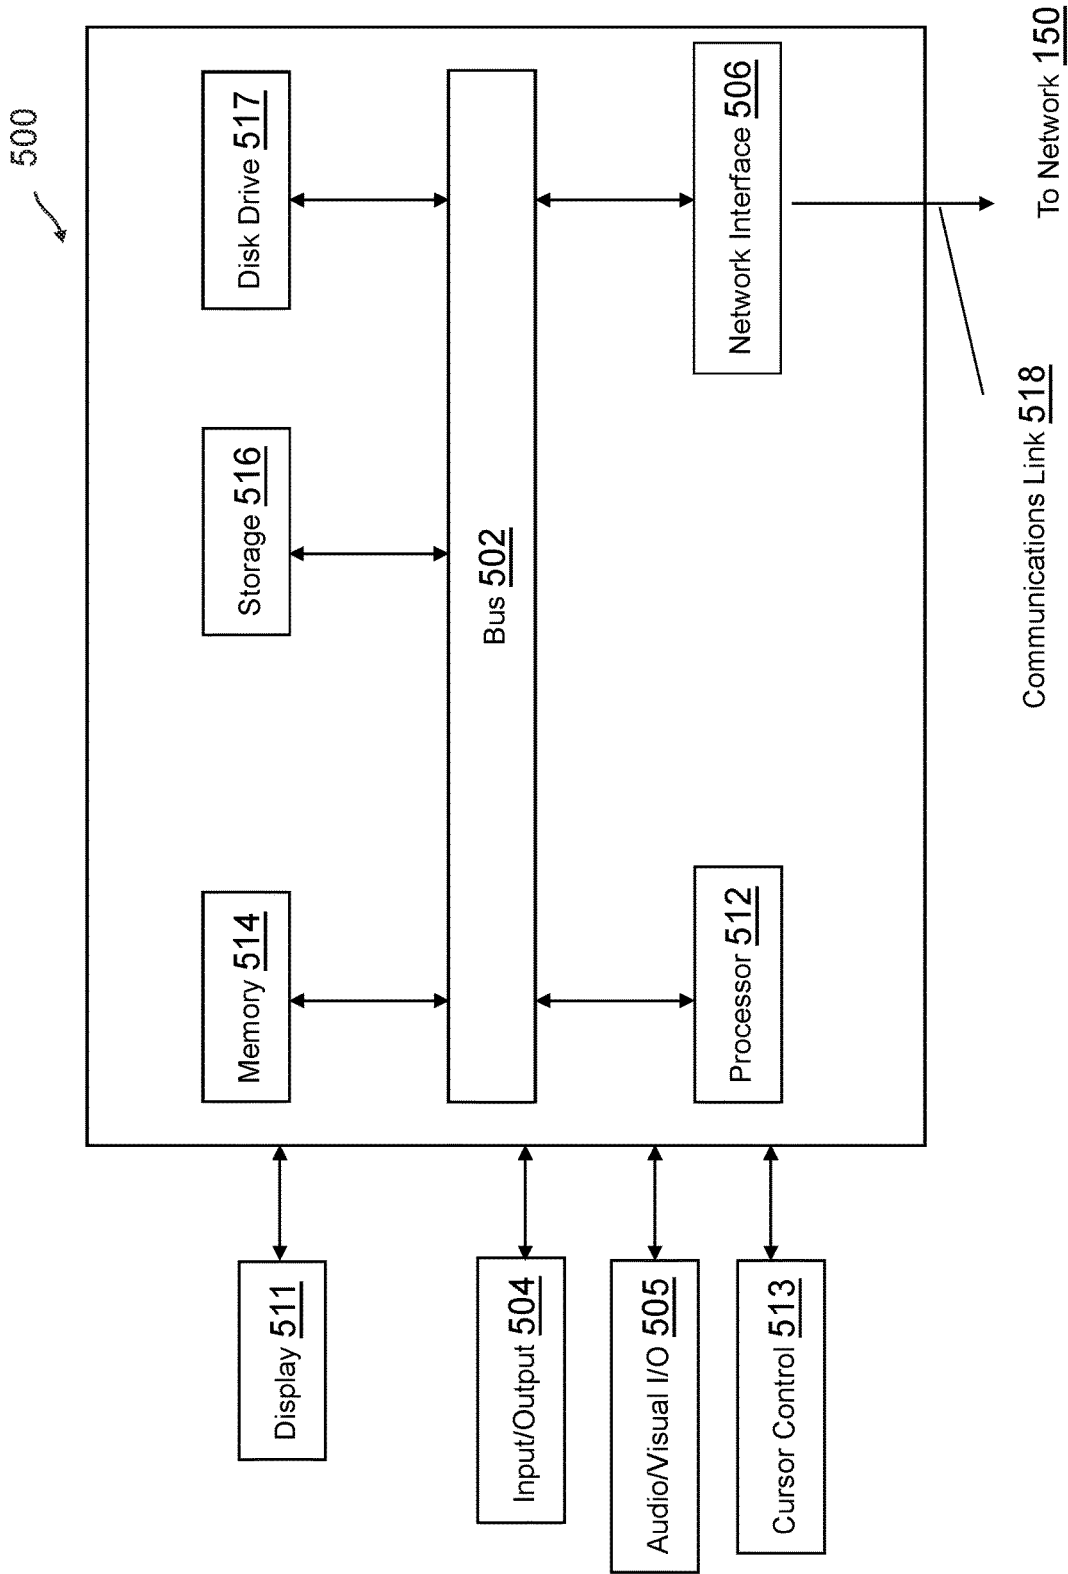 500
Memory 514
Storage 516
Disk Drive 517
Display 511
Bus 502
Input/Output 504
Audio/Visual I/O 505
Processor 512
Network Interface 506
Cursor Control 513
Communications Link 518
To Network 150